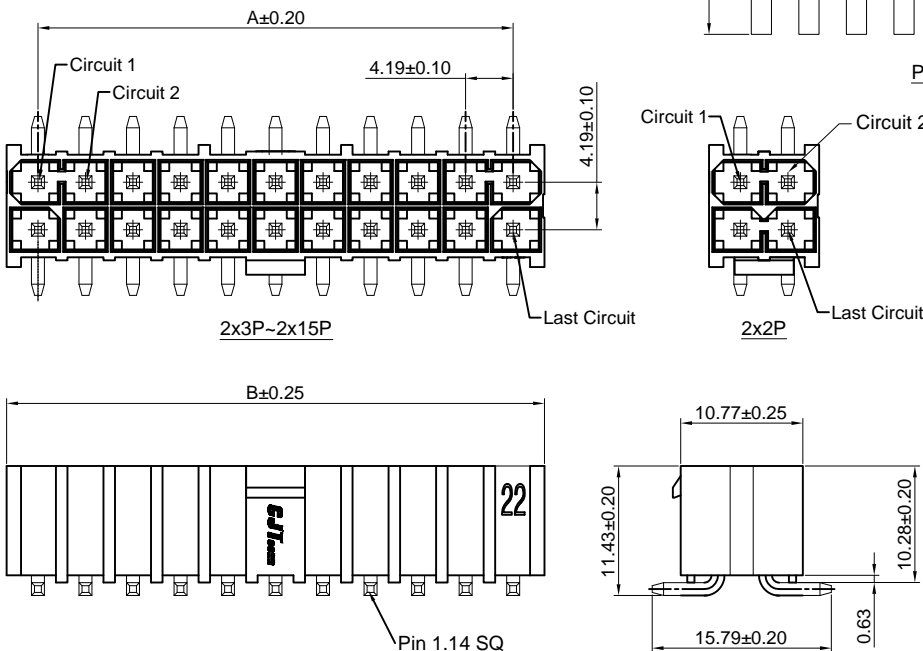 A±0.20
P
Circuit 1
Circuit 2
4.19±0.10
4.19±0.10
Circuit 1
Circuit 2
Last Circuit
2x3P~2x15P
Last Circuit
2x2P
B±0.25
10.77±0.25
22
CJT
11.43±0.20
10.28±0.20
Pin 1.14 SQ
15.79±0.20
0.63